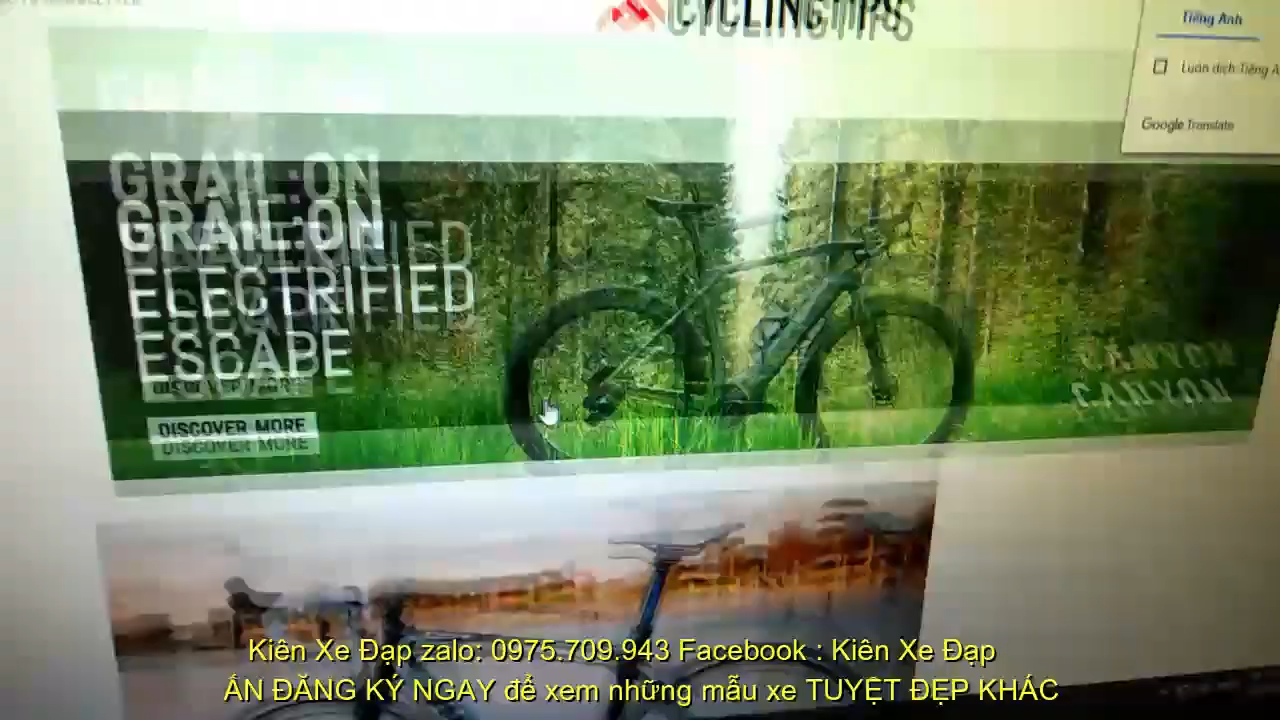 CYCLINGTIPS
Tiếng Anh
Luôn dịch Tiếng A
Google Translate
GRAIL:ON
ELECTRIFIED
ESCAPE
DISCOVER MORE
CANYON
Kiên Xe Đạp zalo: 0975.709.943 Facebook : Kiên Xe Đạp
ẤN ĐĂNG KÝ NGAY để xem những mẫu xe TUYỆT ĐẸP KHÁC